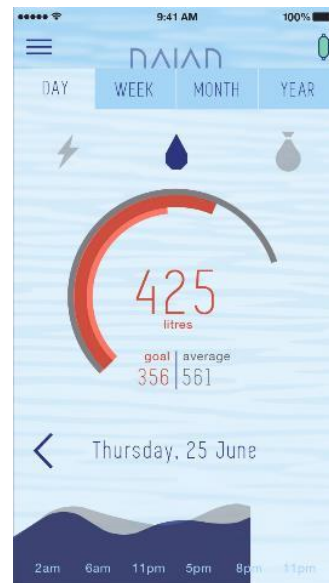 9:41 AM 100%
NAIAD
DAY WEEK MONTH YEAR
425
litres
goal average
356 561
Thursday, 25 June
2am 6am 11pm 5pm 8pm 11pm